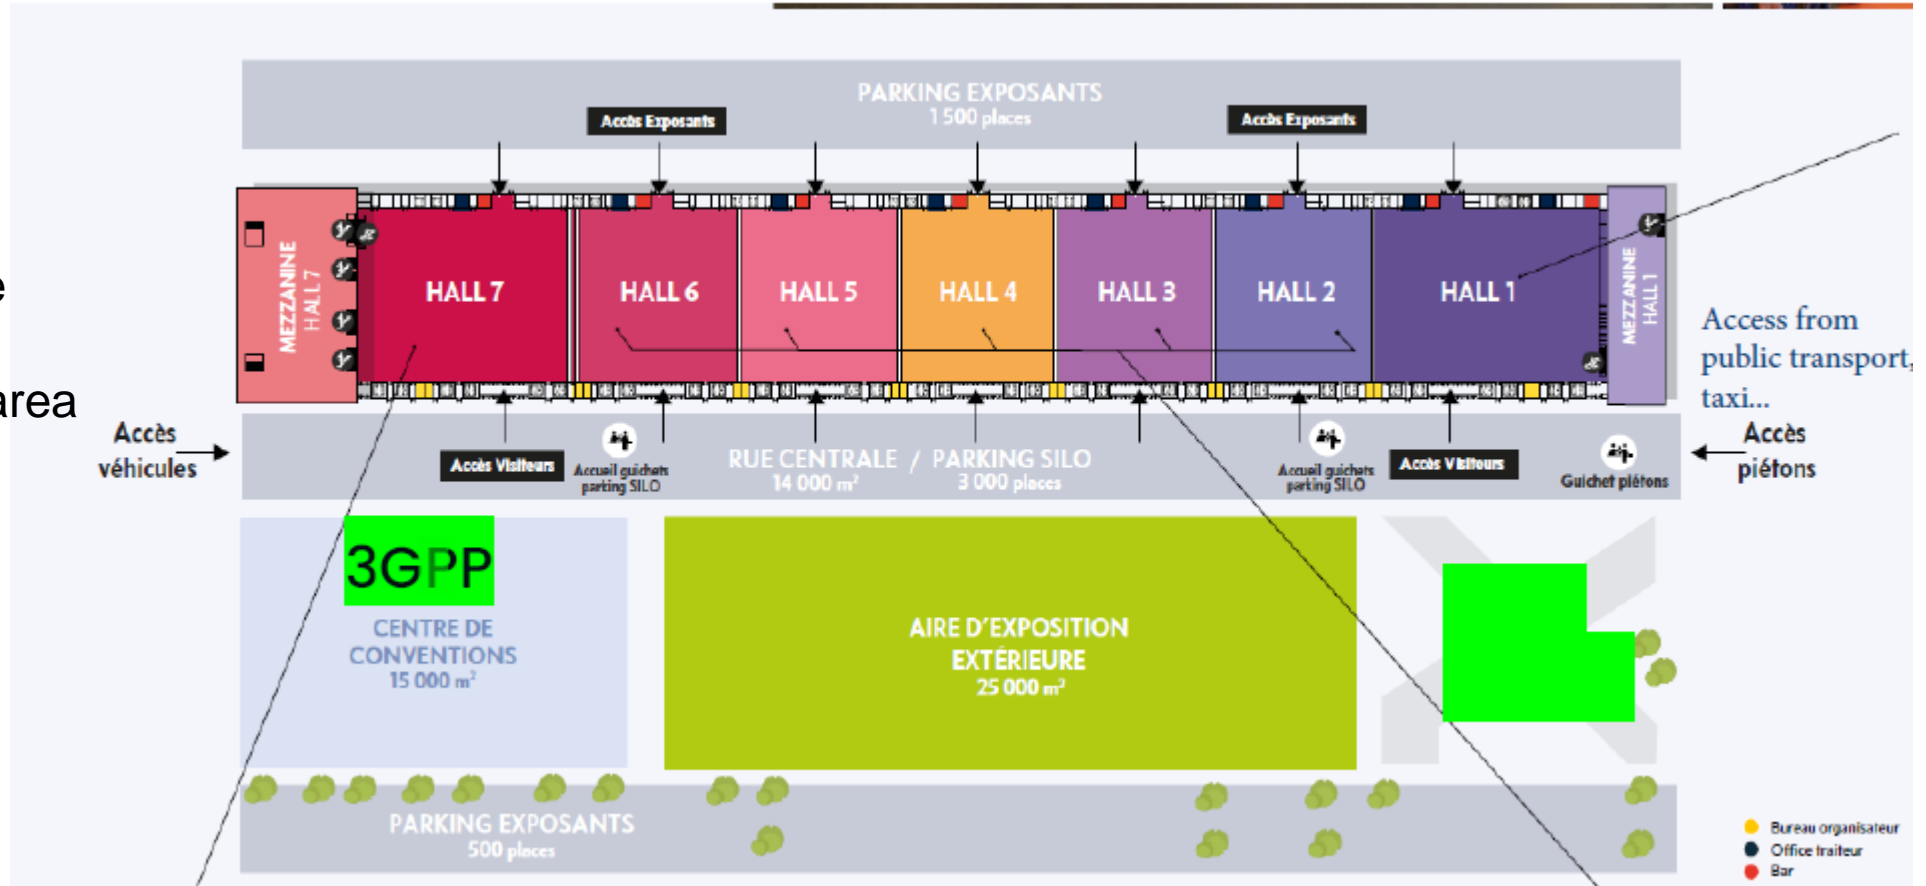 PARKING EXPOSANTS
1 500 places
Accès Exposants
Accès Exposants
MEZZANINE
HALL 7
HALL 7
HALL 6
HALL 5
HALL 4
HALL 3
HALL 2
HALL 1
MEZZANINE
HALL 1
e
area
Access from
public transport,
taxi...
Accès
véhicules
Accès Visiteurs
Accueil guichets
parking SILO
RUE CENTRALE / PARKING SILO
14 000 m² 3 000 places
Accueil guichets
parking SILO
Accès Visiteurs
Guichet piétons
Accès
piétons
3GPP
CENTRE DE
CONVENTIONS
15 000 m²
AIRE D'EXPOSITION
EXTÉRIEURE
25 000 m²
PARKING EXPOSANTS
500 places
Bureau organisateur
Office traiteur
Bar